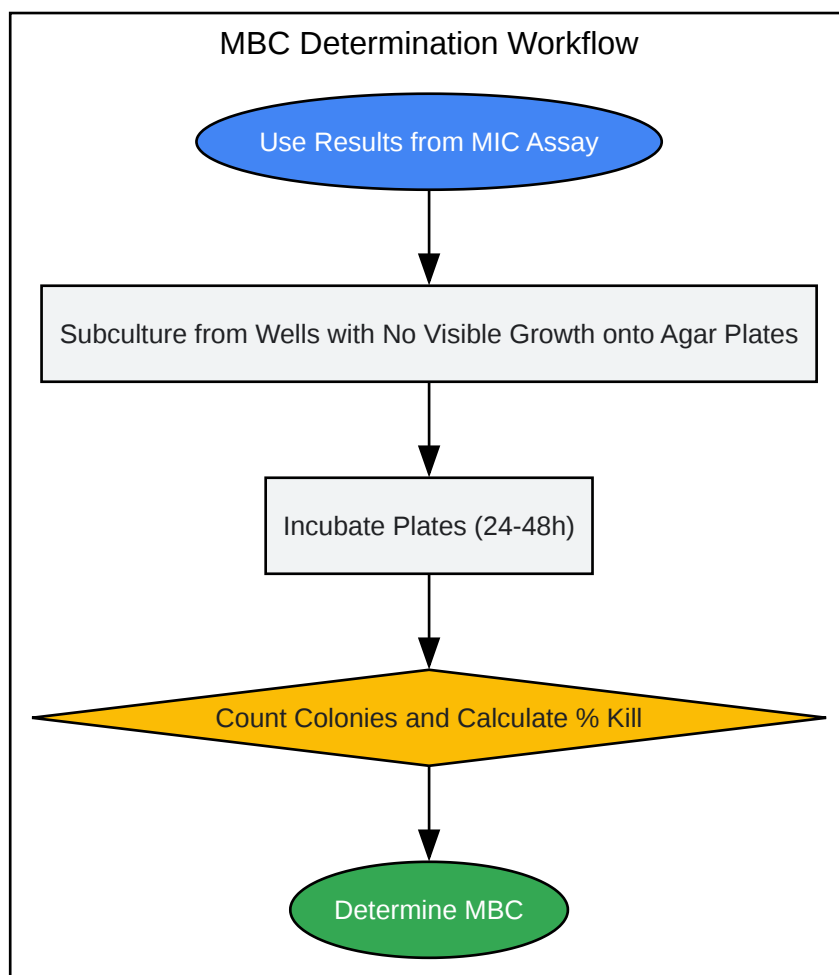 MBC Determination Workflow
Use Results from MIC Assay
Subculture from Wells with No Visible Growth onto Agar Plates
Incubate Plates (24-48h)
Count Colonies and Calculate % Kill
Determine MBC